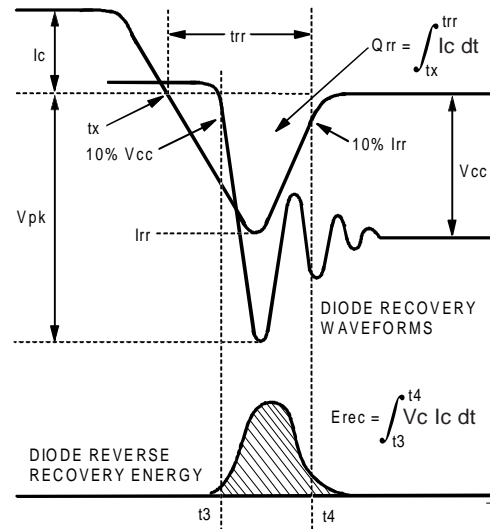 trr
Ic
trr
Qrr = ∫ Ic dt
tx
tx
10% Vcc
10% Irr
Vpk
Vcc
Irr
DIODE RECOVERY
WAVEFORMS
t4
Erec = ∫ Vc Ic dt
t3
DIODE REVERSE
RECOVERY ENERGY
t3
t4